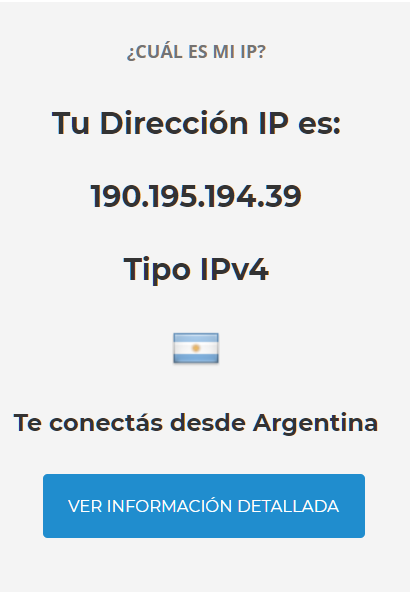 ¿CUÁL ES MI IP?
Tu Dirección IP es:
190.195.194.39
Tipo IPv4
Te conectás desde Argentina
VER INFORMACIÓN DETALLADA